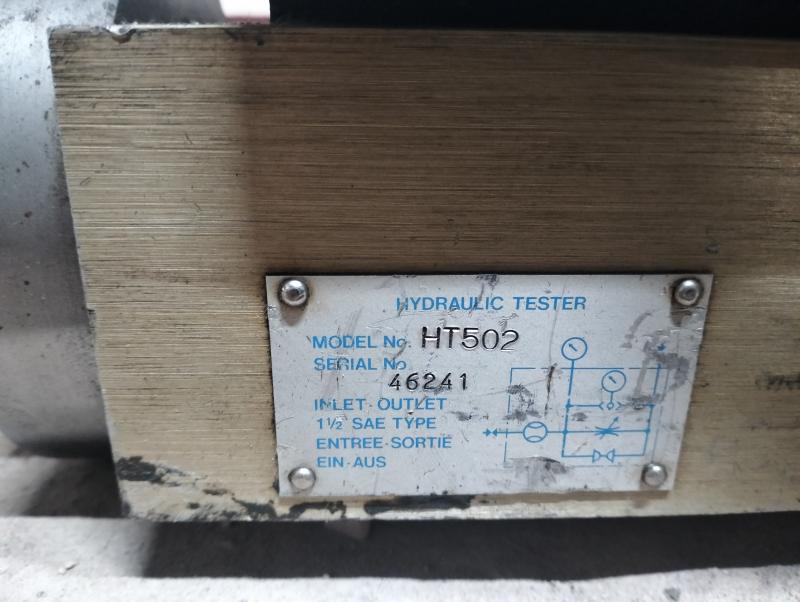 HYDRAULIC TESTER
MODEL No. HT502
SERIAL No.
46241
INLET-OUTLET
1½ SAE TYPE
ENTREE-SORTIE
EIN-AUS